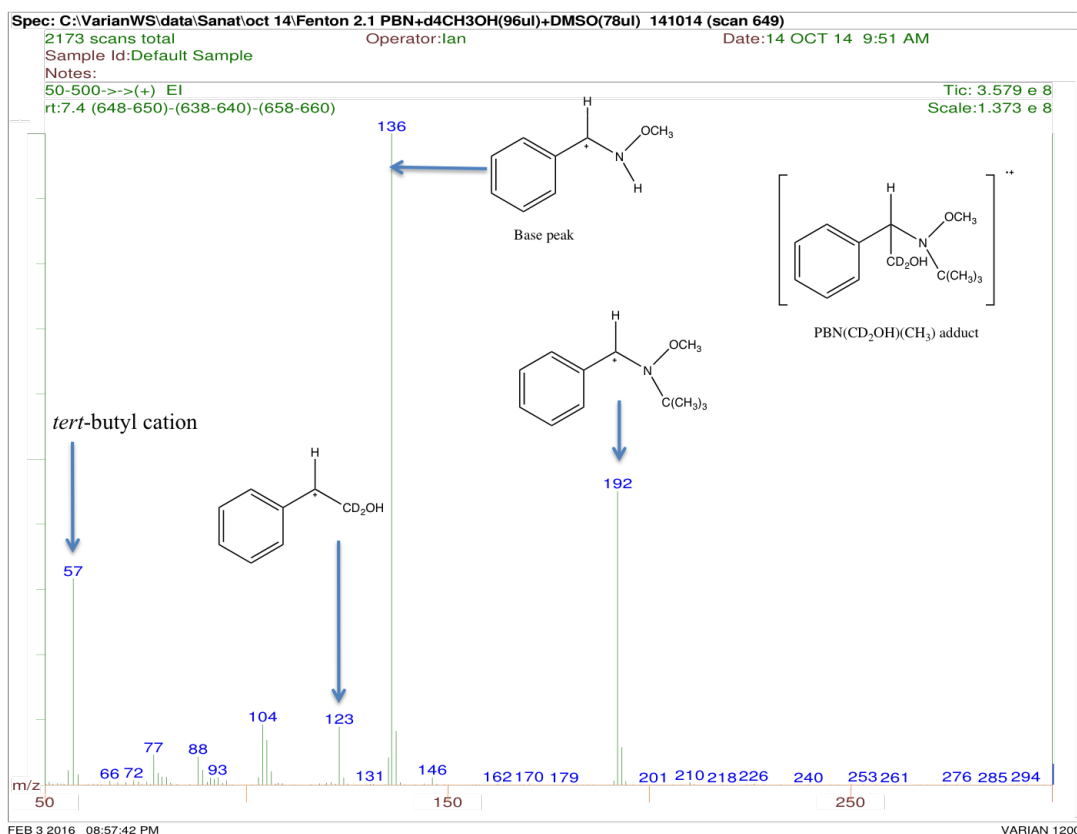 Spec: C:\VarianWS\data\Sanat\oct 14\Fenton 2.1 PBN+d4CH3OH(96ul)+DMSO(78ul) 141014 (scan 649)
2173 scans total Operator:Ian Date:14 OCT 14 9:51 AM
Sample Id:Default Sample
Notes:
50-500->->(+) EI Tic: 3.579 e 8
rt:7.4 (648-650)-(638-640)-(658-660) Scale:1.373 e 8
H
136
OCH3
+
N
H
Base peak
H
OCH3
N
CD2OH
C(CH3)3
·+
PBN(CD2OH)(CH3) adduct
H
OCH3
+
N
C(CH3)3
tert-butyl cation
H
+
CD2OH
192
57
104
123
77
88
66 72
93
131
146
162 170 179
201
210
218 226
240
253 261
276 285 294
m/z
50 150 250
FEB 3 2016 08:57:42 PM VARIAN 1200